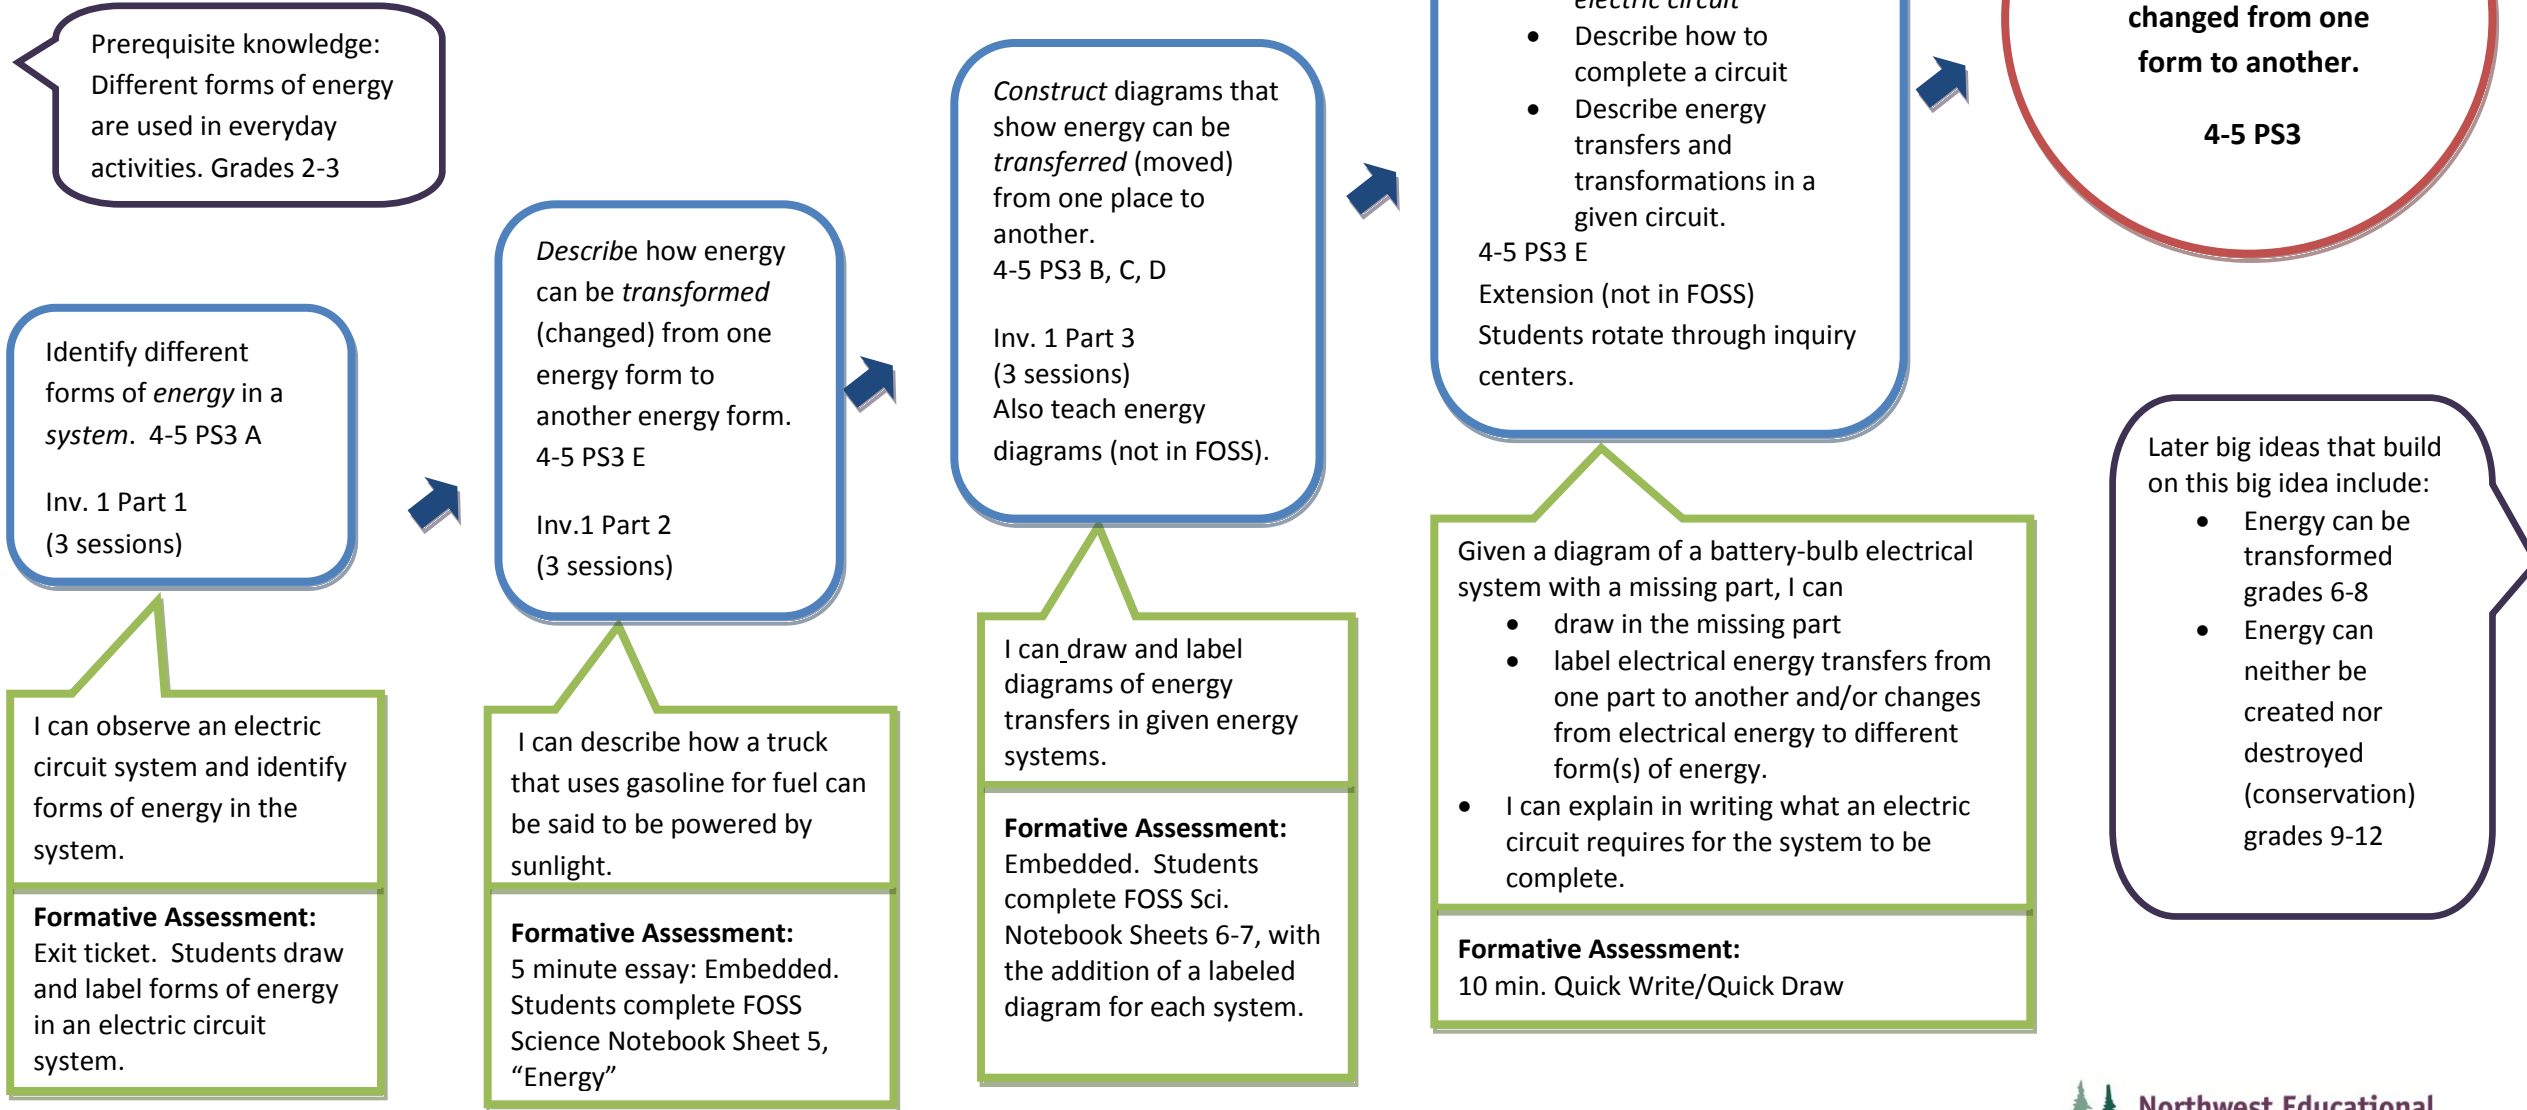 Prerequisite knowledge:
Different forms of energy
are used in everyday
activities. Grades 2-3
Identify different
forms of energy in a
system.  4-5 PS3 A
Inv. 1 Part 1
(3 sessions)
I can observe an electric
circuit system and identify
forms of energy in the
system.
Formative Assessment:
Exit ticket.  Students draw
and label forms of energy
in an electric circuit
system.
Describe how energy
can be transformed
(changed) from one
energy form to
another energy form.
4-5 PS3 E
Inv.1 Part 2
(3 sessions)
I can describe how a truck
that uses gasoline for fuel can
be said to be powered by
sunlight.
Formative Assessment:
5 minute essay: Embedded.
Students complete FOSS
Science Notebook Sheet 5,
“Energy”
Construct diagrams that
show energy can be
transferred (moved)
from one place to
another.
4-5 PS3 B, C, D
Inv. 1 Part 3
(3 sessions)
Also teach energy
diagrams (not in FOSS).
I can draw and label
diagrams of energy
transfers in given energy
systems.
Formative Assessment:
Embedded.  Students
complete FOSS Sci.
Notebook Sheets 6-7, with
the addition of a labeled
diagram for each system.
electric circuit
• Describe how to
complete a circuit
• Describe energy
transfers and
transformations in a
given circuit.
4-5 PS3 E
Extension (not in FOSS)
Students rotate through inquiry
centers.
Given a diagram of a battery-bulb electrical
system with a missing part, I can
• draw in the missing part
• label electrical energy transfers from
one part to another and/or changes
from electrical energy to different
form(s) of energy.
• I can explain in writing what an electric
circuit requires for the system to be
complete.
Formative Assessment:
10 min. Quick Write/Quick Draw
changed from one
form to another.
4-5 PS3
Later big ideas that build
on this big idea include:
• Energy can be
transformed
grades 6-8
• Energy can
neither be
created nor
destroyed
(conservation)
grades 9-12
Northwest Educational